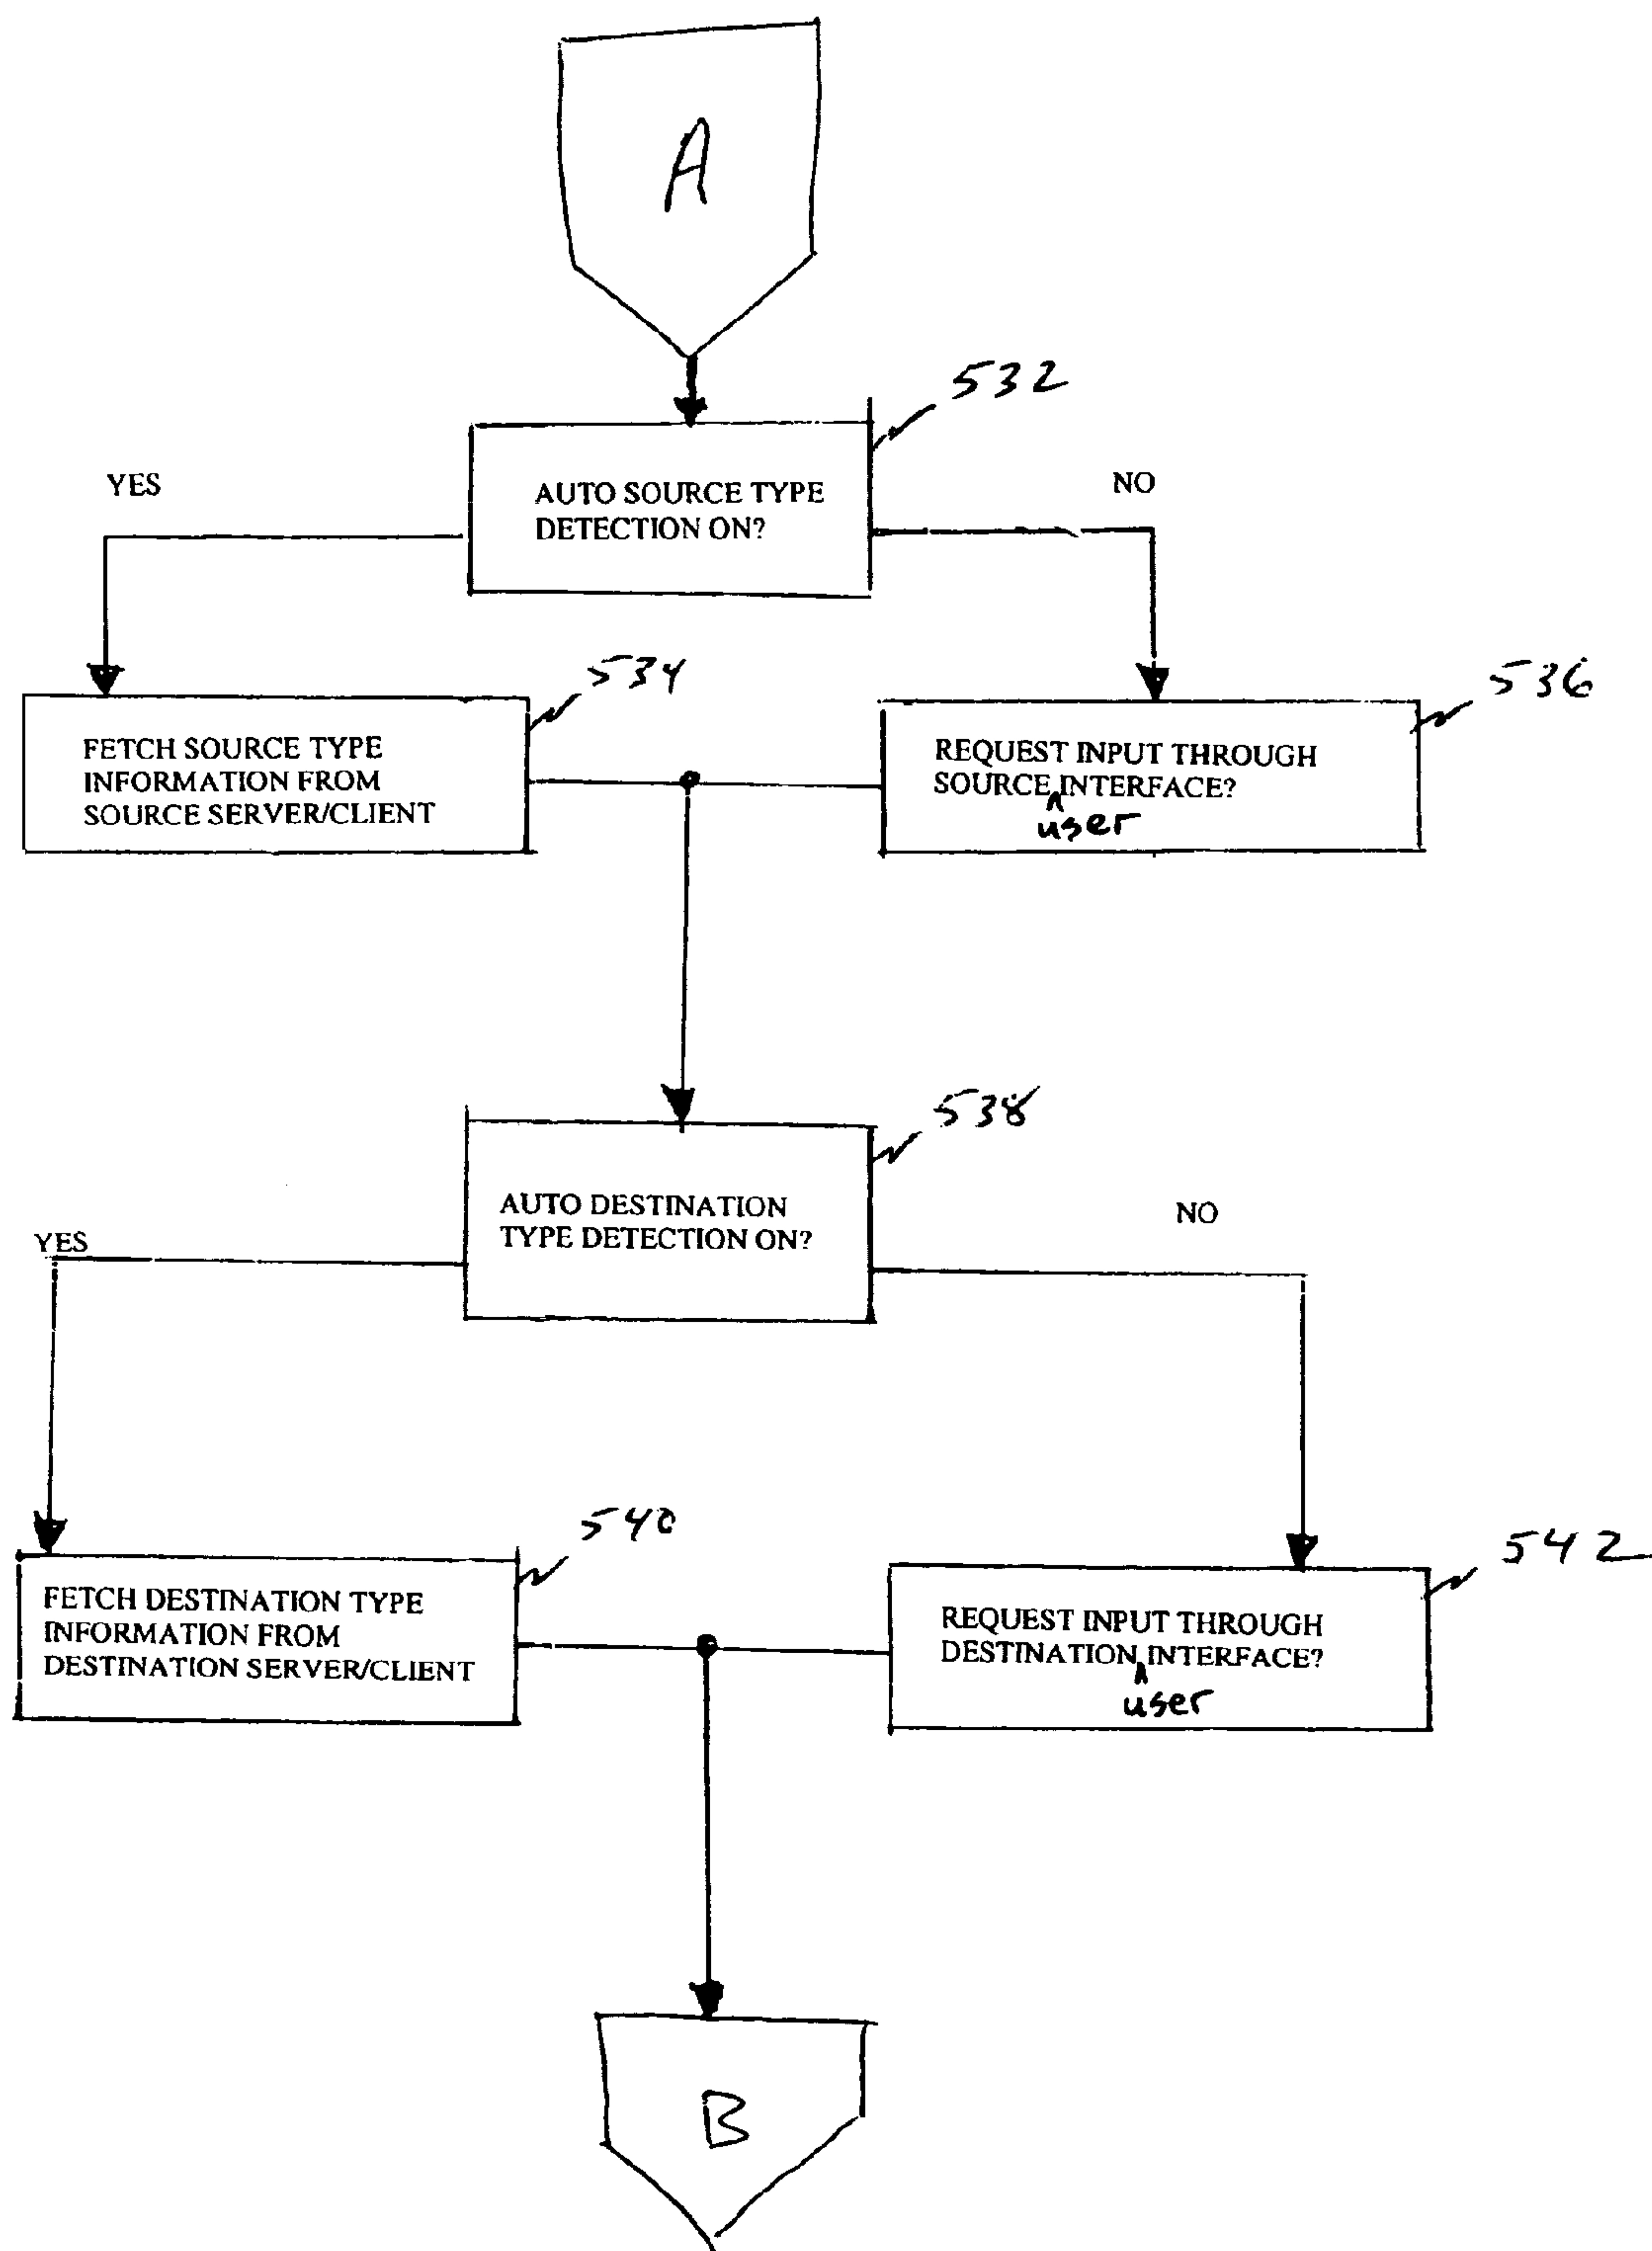 A
532
YES
NO
AUTO SOURCE TYPE
DETECTION ON?
534
536
FETCH SOURCE TYPE
INFORMATION FROM
SOURCE SERVER/CLIENT
REQUEST INPUT THROUGH
SOURCE INTERFACE?
^
user
538
AUTO DESTINATION
TYPE DETECTION ON?
YES
NO
540
542
FETCH DESTINATION TYPE
INFORMATION FROM
DESTINATION SERVER/CLIENT
REQUEST INPUT THROUGH
DESTINATION INTERFACE?
^
user
B